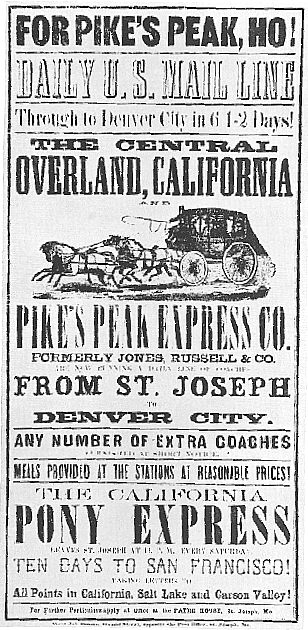 FOR PIKE'S PEAK, HO!
DAILY U. S. MAIL LINE
Through to Denver City in 6 1-2 Days!
THE CENTRAL
OVERLAND, CALIFORNIA
AND
PIKE'S PEAK EXPRESS CO.
FORMERLY JONES, RUSSELL & CO.
ARE NOW RUNNING A DAILY LINE OF COACHES
FROM ST. JOSEPH
TO
DENVER CITY.
ANY NUMBER OF EXTRA COACHES
FURNISHED AT SHORT NOTICE.
MEALS PROVIDED AT THE STATIONS AT REASONABLE PRICES!
THE CALIFORNIA
PONY EXPRESS
LEAVES ST. JOSEPH AT P. M. EVERY SATURDAY
TEN DAYS TO SAN FRANCISCO!
TAKING LETTERS TO
All Points in California, Salt Lake and Carson Valley!
For Further Particulars apply at Office at the PATEE HOUSE, St. Joseph, Mo.